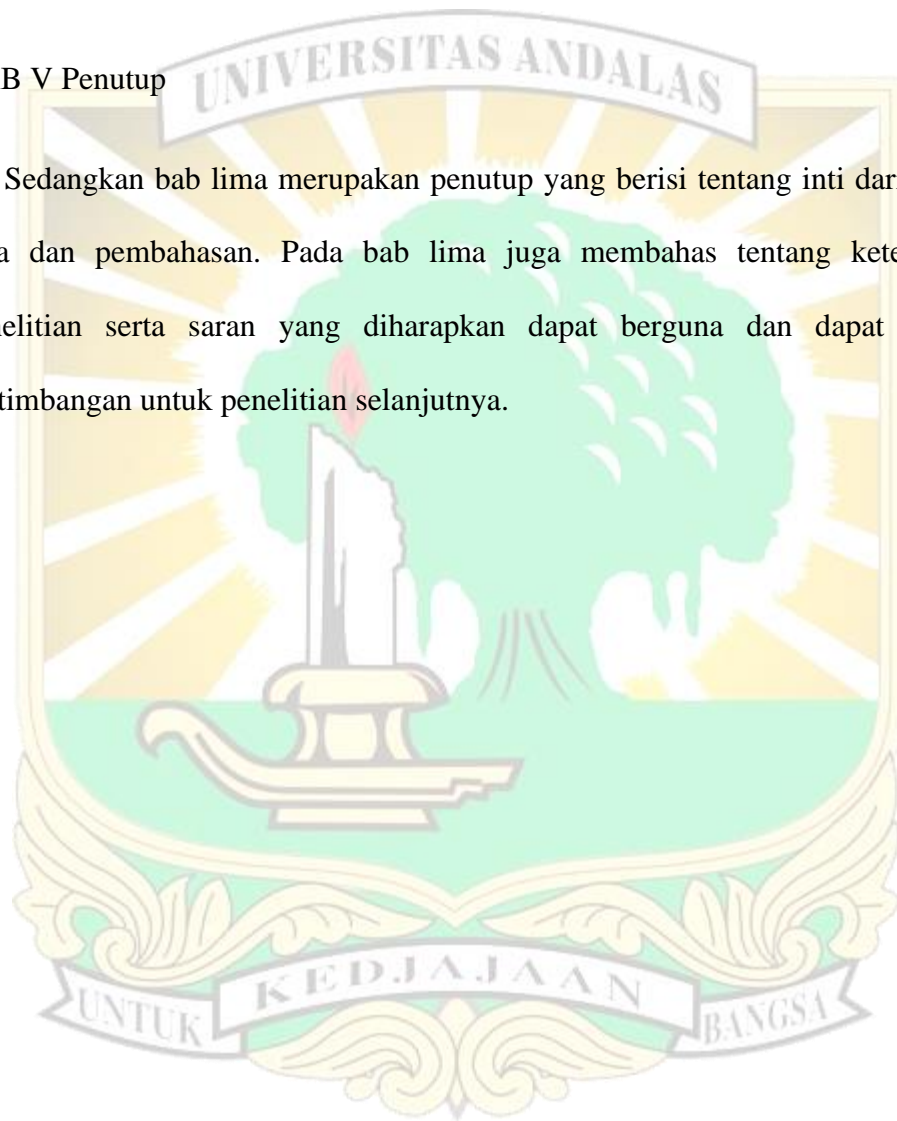 UNIVERSITAS ANDALAS
B V Penutup
Sedangkan bab lima merupakan penutup yang berisi tentang inti dari
a dan pembahasan. Pada bab lima juga membahas tentang kete
elitian serta saran yang diharapkan dapat berguna dan dapat
timbangan untuk penelitian selanjutnya.
UNTUK KEDJAJAAN BANGSA